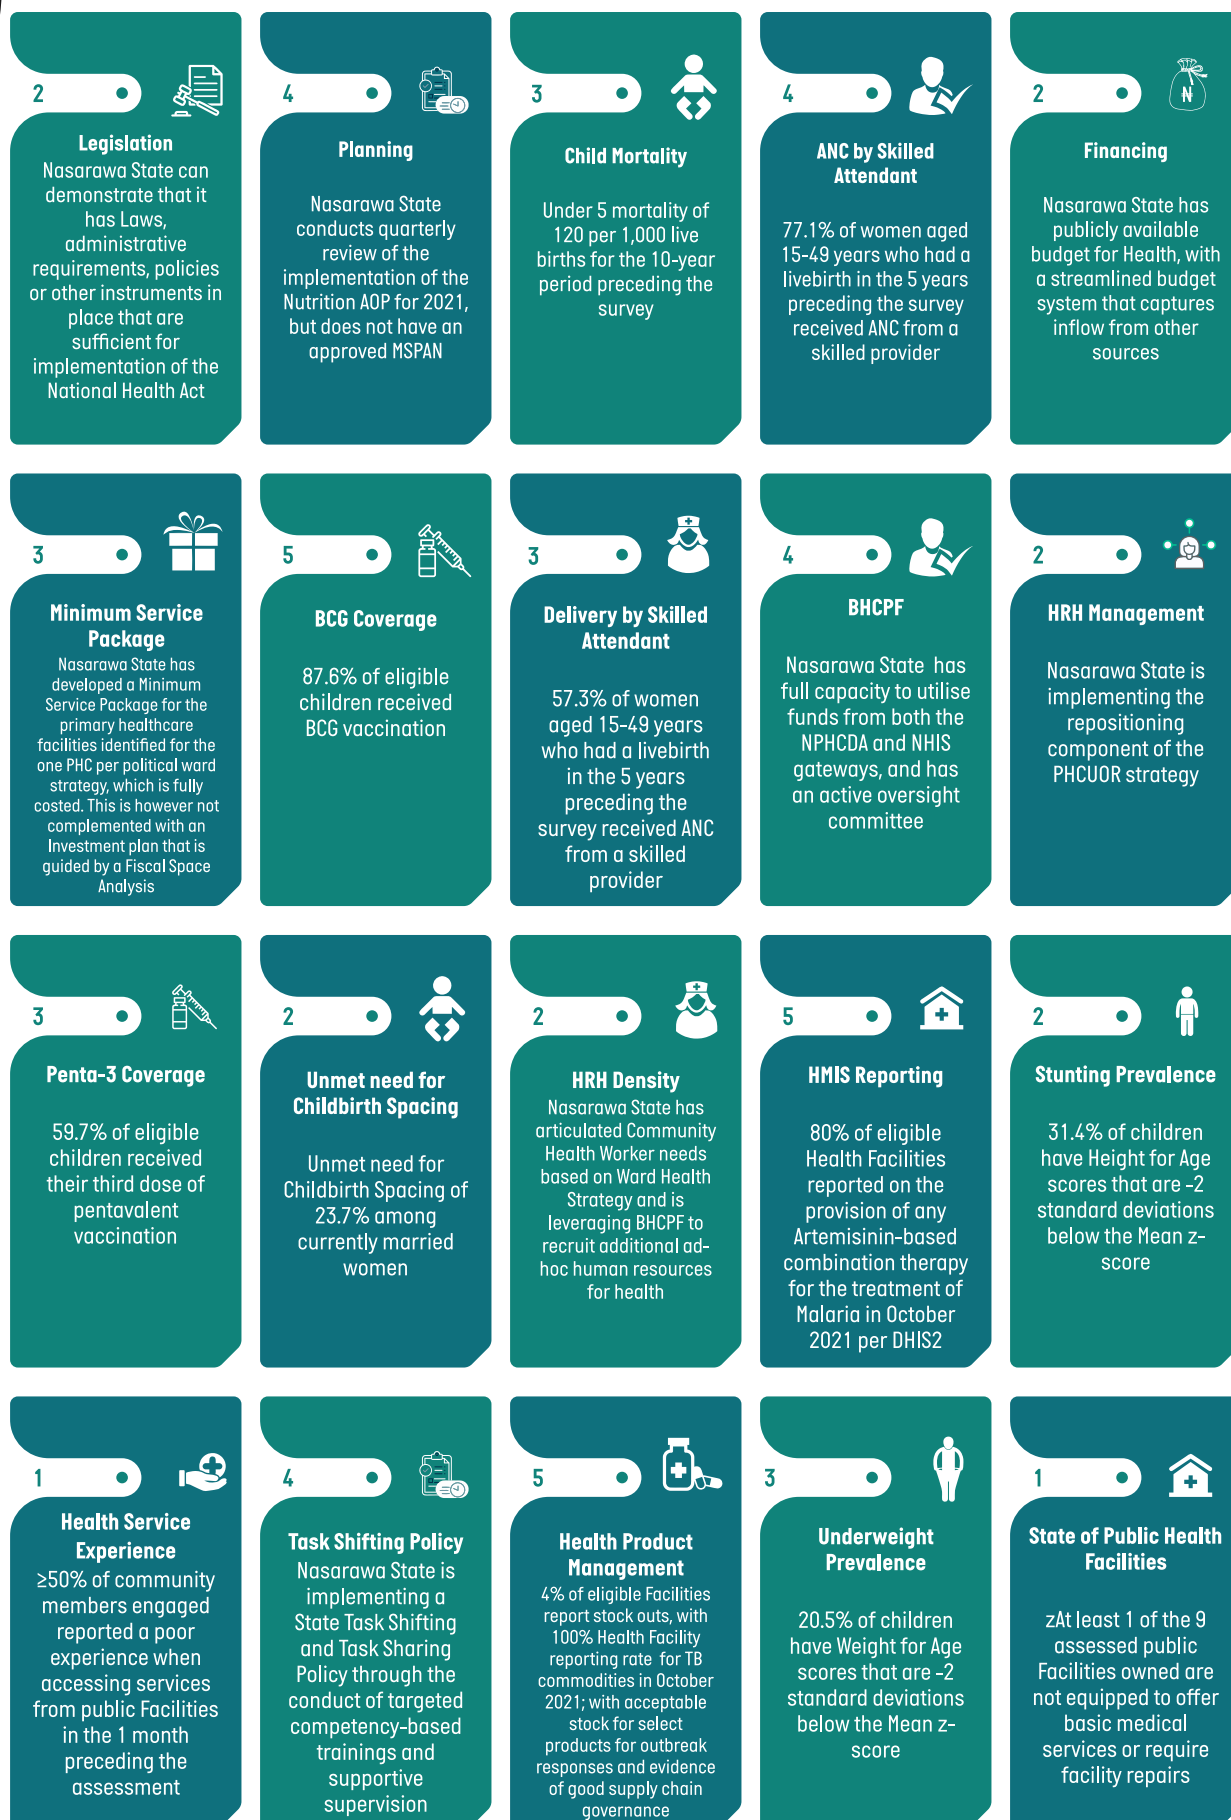 2
Legislation
Nasarawa State can
demonstrate that it
has Laws,
administrative
requirements, policies
or other instruments in
place that are
sufficient for
implementation of the
National Health Act
4
Planning
Nasarawa State
conducts quarterly
review of the
implementation of the
Nutrition AOP for 2021,
but does not have an
approved MSPAN
3
Child Mortality
Under 5 mortality of
120 per 1,000 live
births for the 10-year
period preceding the
survey
4
ANC by Skilled
Attendant
77.1% of women aged
15-49 years who had a
livebirth in the 5 years
preceding the survey
received ANC from a
skilled provider
2
₦
Financing
Nasarawa State has
publicly available
budget for Health, with
a streamlined budget
system that captures
inflow from other
sources
3
Minimum Service
Package
Nasarawa State has
developed a Minimum
Service Package for the
primary healthcare
facilities identified for the
one PHC per political ward
strategy, which is fully
costed. This is however not
complemented with an
Investment plan that is
guided by a Fiscal Space
Analysis
5
BCG Coverage
87.6% of eligible
children received
BCG vaccination
3
Delivery by Skilled
Attendant
57.3% of women
aged 15-49 years
who had a livebirth
in the 5 years
preceding the
survey received ANC
from a skilled
provider
4
BHCPF
Nasarawa State has
full capacity to utilise
funds from both the
NPHCDA and NHIS
gateways, and has
an active oversight
committee
2
HRH Management
Nasarawa State is
implementing the
repositioning
component of the
PHCUOR strategy
3
Penta-3 Coverage
59.7% of eligible
children received
their third dose of
pentavalent
vaccination
2
Unmet need for
Childbirth Spacing
Unmet need for
Childbirth Spacing of
23.7% among
currently married
women
2
HRH Density
Nasarawa State has
articulated Community
Health Worker needs
based on Ward Health
Strategy and is
leveraging BHCPF to
recruit additional ad-
hoc human resources
for health
5
HMIS Reporting
80% of eligible
Health Facilities
reported on the
provision of any
Artemisinin-based
combination therapy
for the treatment of
Malaria in October
2021 per DHIS2
2
Stunting Prevalence
31.4% of children
have Height for Age
scores that are -2
standard deviations
below the Mean z-
score
1
Health Service
Experience
≥50% of community
members engaged
reported a poor
experience when
accessing services
from public Facilities
in the 1 month
preceding the
assessment
4
Task Shifting Policy
Nasarawa State is
implementing a
State Task Shifting
and Task Sharing
Policy through the
conduct of targeted
competency-based
trainings and
supportive
supervision
5
Health Product
Management
4% of eligible Facilities
report stock outs, with
100% Health Facility
reporting rate for TB
commodities in October
2021; with acceptable
stock for select
products for outbreak
responses and evidence
of good supply chain
governance
3
Underweight
Prevalence
20.5% of children
have Weight for Age
scores that are -2
standard deviations
below the Mean z-
score
1
State of Public Health
Facilities
zAt least 1 of the 9
assessed public
Facilities owned are
not equipped to offer
basic medical
services or require
facility repairs